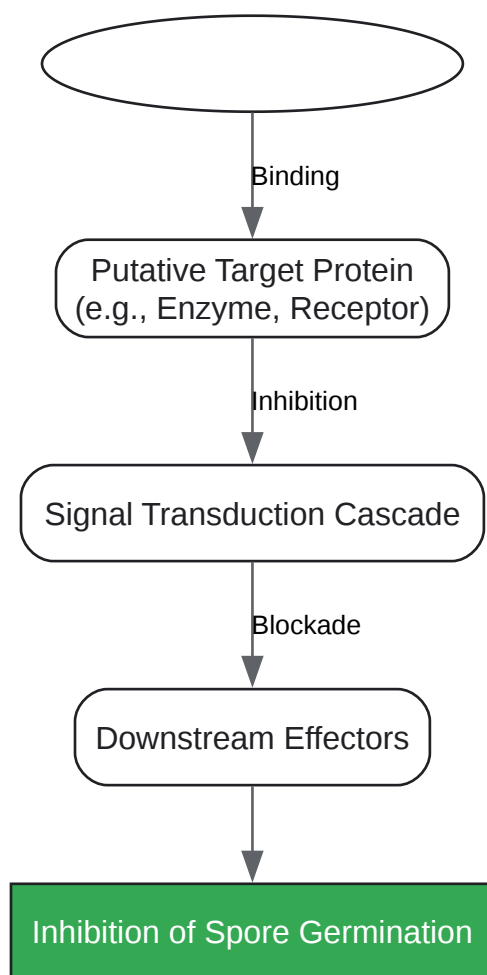 Binding
Putative Target Protein
(e.g., Enzyme, Receptor)
Inhibition
Signal Transduction Cascade
Blockade
Downstream Effectors
Inhibition of Spore Germination